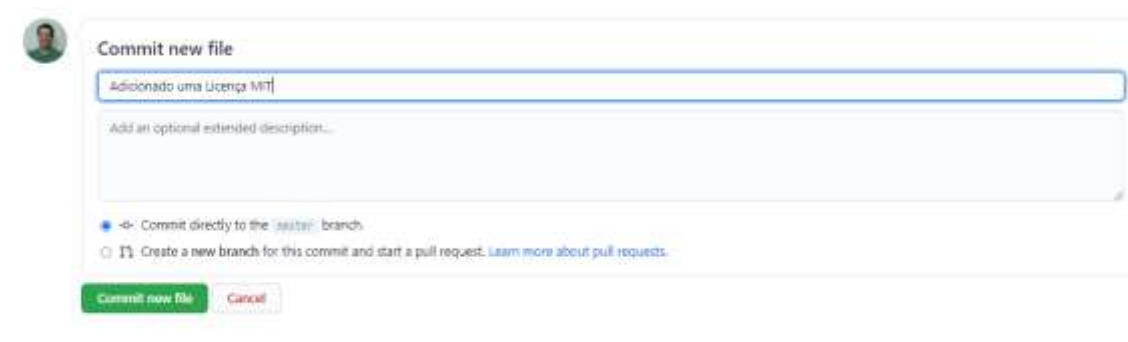 Commit new file
Adicionado uma Licença MIT
Add an optional extended description...
Commit directly to the master branch.
Create a new branch for this commit and start a pull request. Learn more about pull requests.
Commit new file
Cancel